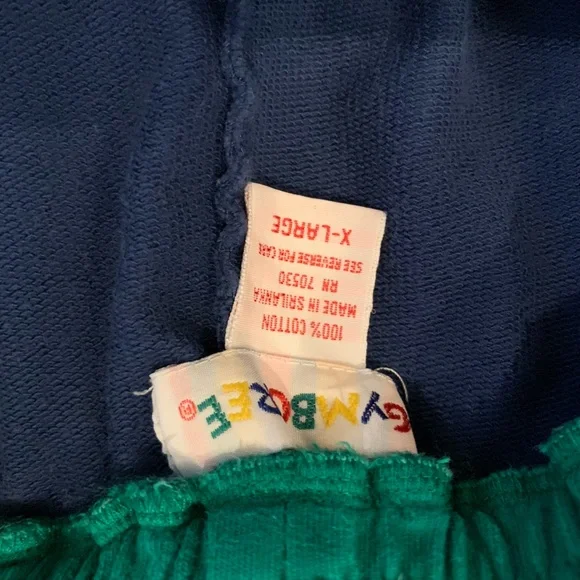 GYMBOREE®
100% COTTON
MADE IN SRILANKA
RN 70530
SEE REVERSE FOR CARE
X-LARGE